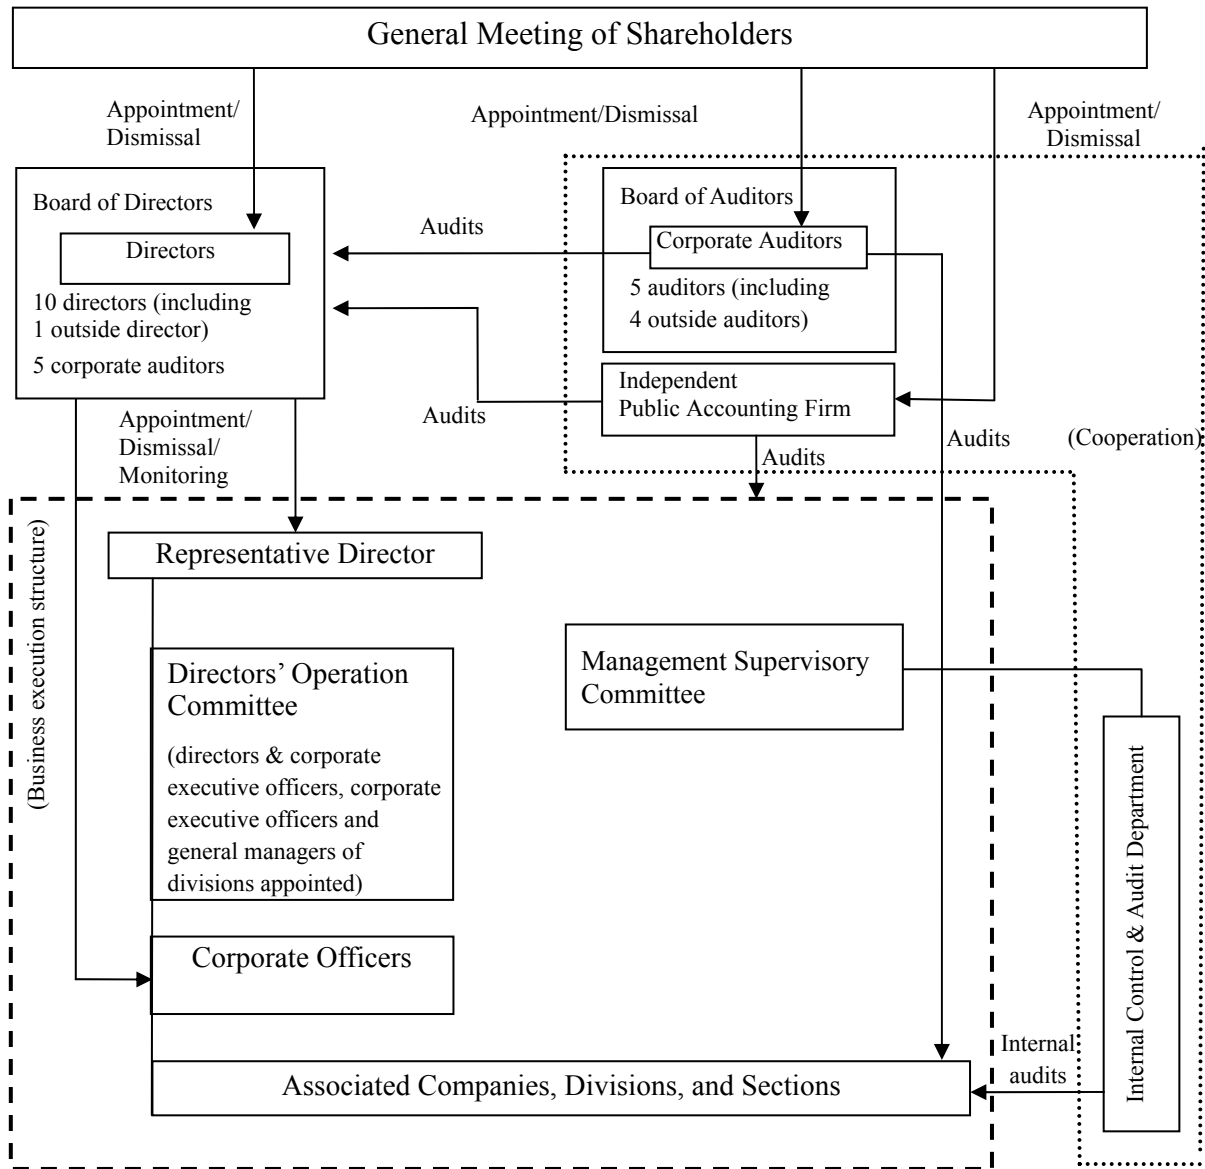 General Meeting of Shareholders
Appointment/
Dismissal
Appointment/Dismissal
Appointment/
Dismissal
Board of Directors
Directors
10 directors (including
1 outside director)
5 corporate auditors
Audits
Board of Auditors
Corporate Auditors
5 auditors (including
4 outside auditors)
Independent
Public Accounting Firm
Audits
Appointment/
Dismissal/
Monitoring
Audits
Audits
(Cooperation)
(Business execution structure)
Representative Director
Directors’ Operation
Committee
(directors & corporate
executive officers, corporate
executive officers and
general managers of
divisions appointed)
Management Supervisory
Committee
Corporate Officers
Internal Control & Audit Department
Internal
audits
Associated Companies, Divisions, and Sections